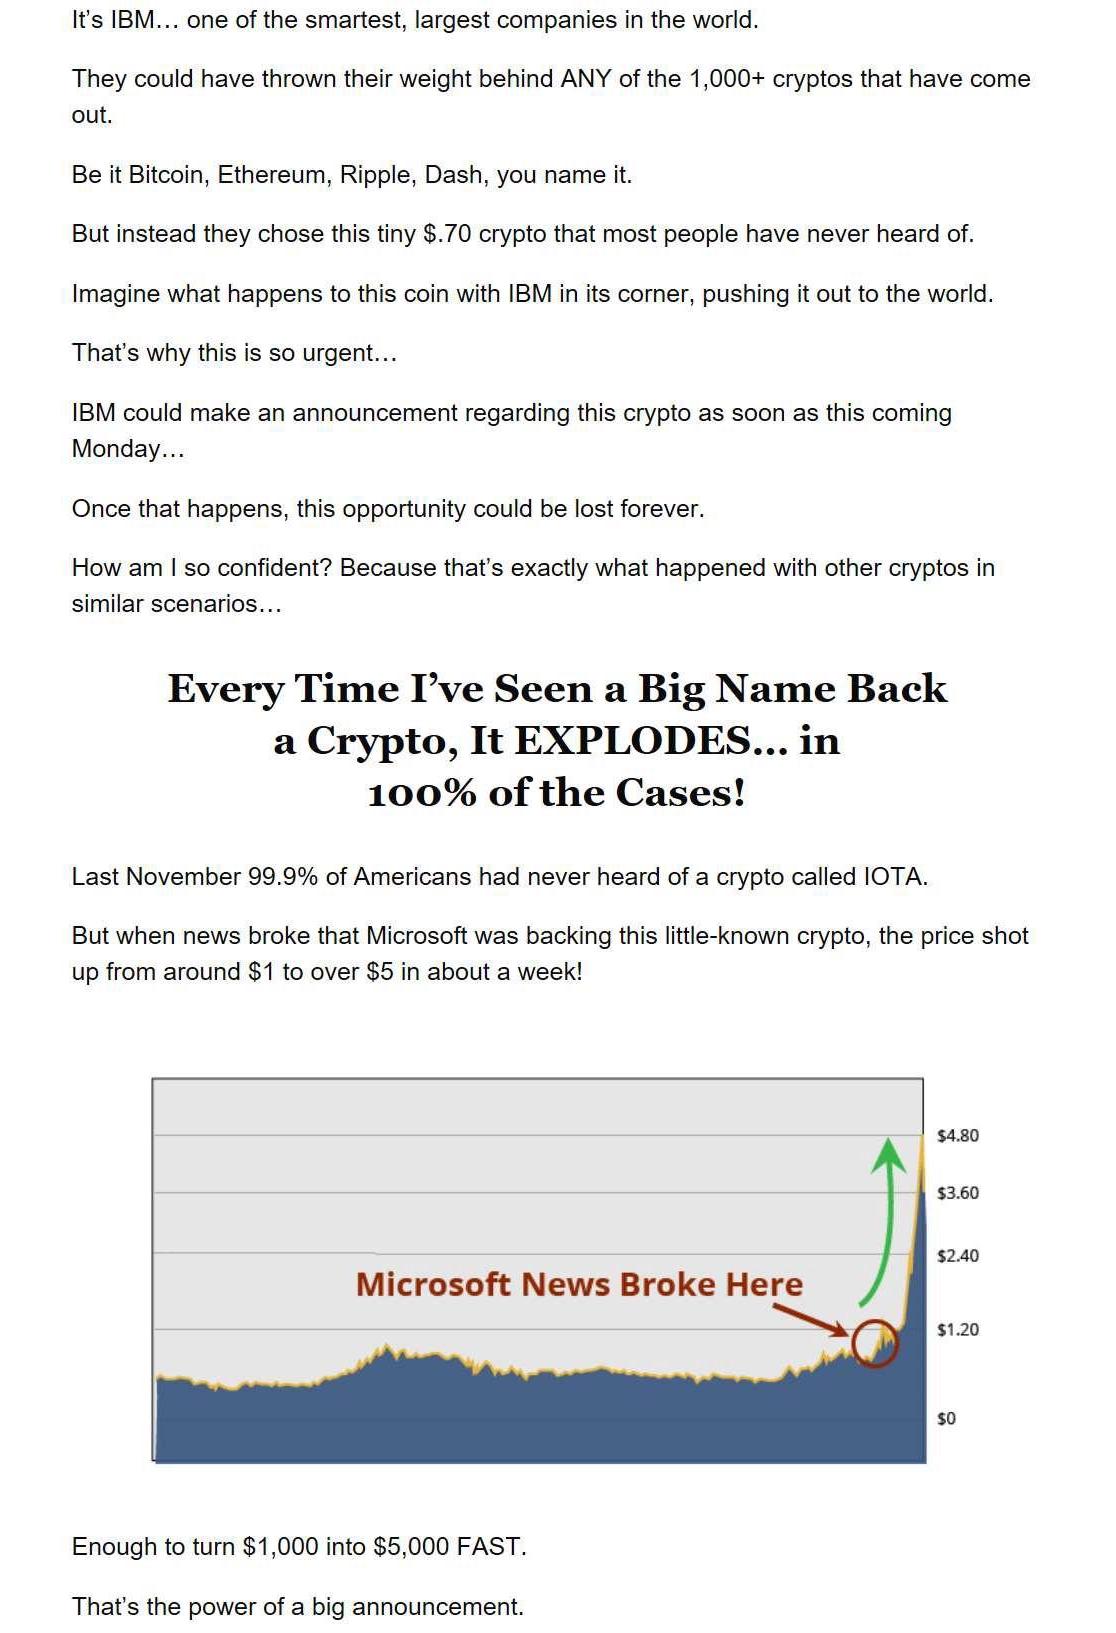 It’s IBM… one of the smartest, largest companies in the world.
They could have thrown their weight behind ANY of the 1,000+ cryptos that have come
out.
Be it Bitcoin, Ethereum, Ripple, Dash, you name it.
But instead they chose this tiny $.70 crypto that most people have never heard of.
Imagine what happens to this coin with IBM in its corner, pushing it out to the world.
That’s why this is so urgent…
IBM could make an announcement regarding this crypto as soon as this coming
Monday…
Once that happens, this opportunity could be lost forever.
How am I so confident? Because that’s exactly what happened with other cryptos in
similar scenarios…
Every Time I’ve Seen a Big Name Back
a Crypto, It EXPLODES… in
100% of the Cases!
Last November 99.9% of Americans had never heard of a crypto called IOTA.
But when news broke that Microsoft was backing this little-known crypto, the price shot
up from around $1 to over $5 in about a week!
$4.80
$3.60
$2.40
Microsoft News Broke Here
$1.20
$0
Enough to turn $1,000 into $5,000 FAST.
That’s the power of a big announcement.